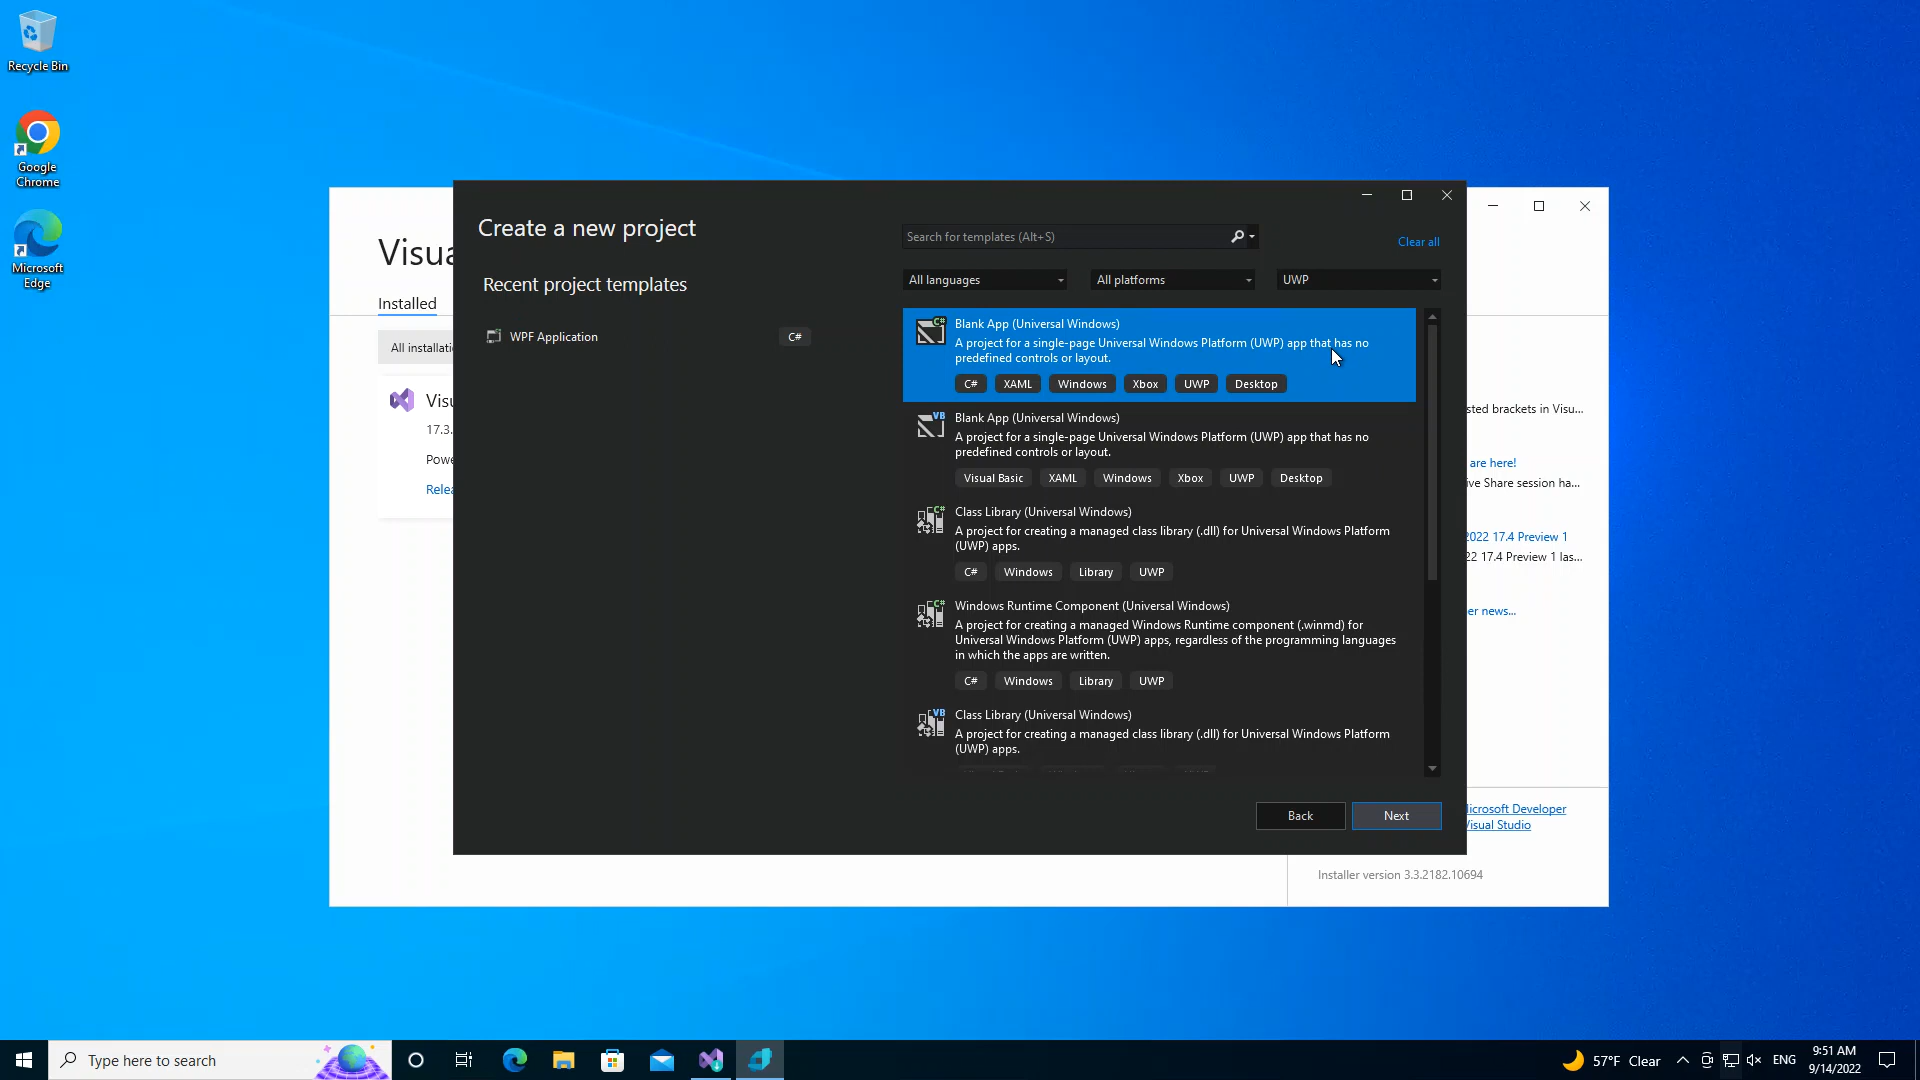 Recycle Bin
Google
Chrome
Microsoft
Edge
Visua
Installed
All installati
Visu
17.3.
Powe
Relea
Create a new project
Recent project templates
WPF Application
C#
Search for templates (Alt+S)
Clear all
All languages
All platforms
UWP
Blank App (Universal Windows)
A project for a single-page Universal Windows Platform (UWP) app that has no
predefined controls or layout.
C# XAML Windows Xbox UWP Desktop
Blank App (Universal Windows)
A project for a single-page Universal Windows Platform (UWP) app that has no
predefined controls or layout.
Visual Basic XAML Windows Xbox UWP Desktop
Class Library (Universal Windows)
A project for creating a managed class library (.dll) for Universal Windows Platform
(UWP) apps.
C# Windows Library UWP
Windows Runtime Component (Universal Windows)
A project for creating a managed Windows Runtime component (.winmd) for
Universal Windows Platform (UWP) apps, regardless of the programming languages
in which the apps are written.
C# Windows Library UWP
Class Library (Universal Windows)
A project for creating a managed class library (.dll) for Universal Windows Platform
(UWP) apps.
Back
Next
sted brackets in Visu...
are here!
ive Share session ha...
2022 17.4 Preview 1
22 17.4 Preview 1 las...
er news...
icrosoft Developer
Visual Studio
Installer version 3.3.2182.10694
Type here to search
57°F Clear
ENG
9:51 AM
9/14/2022